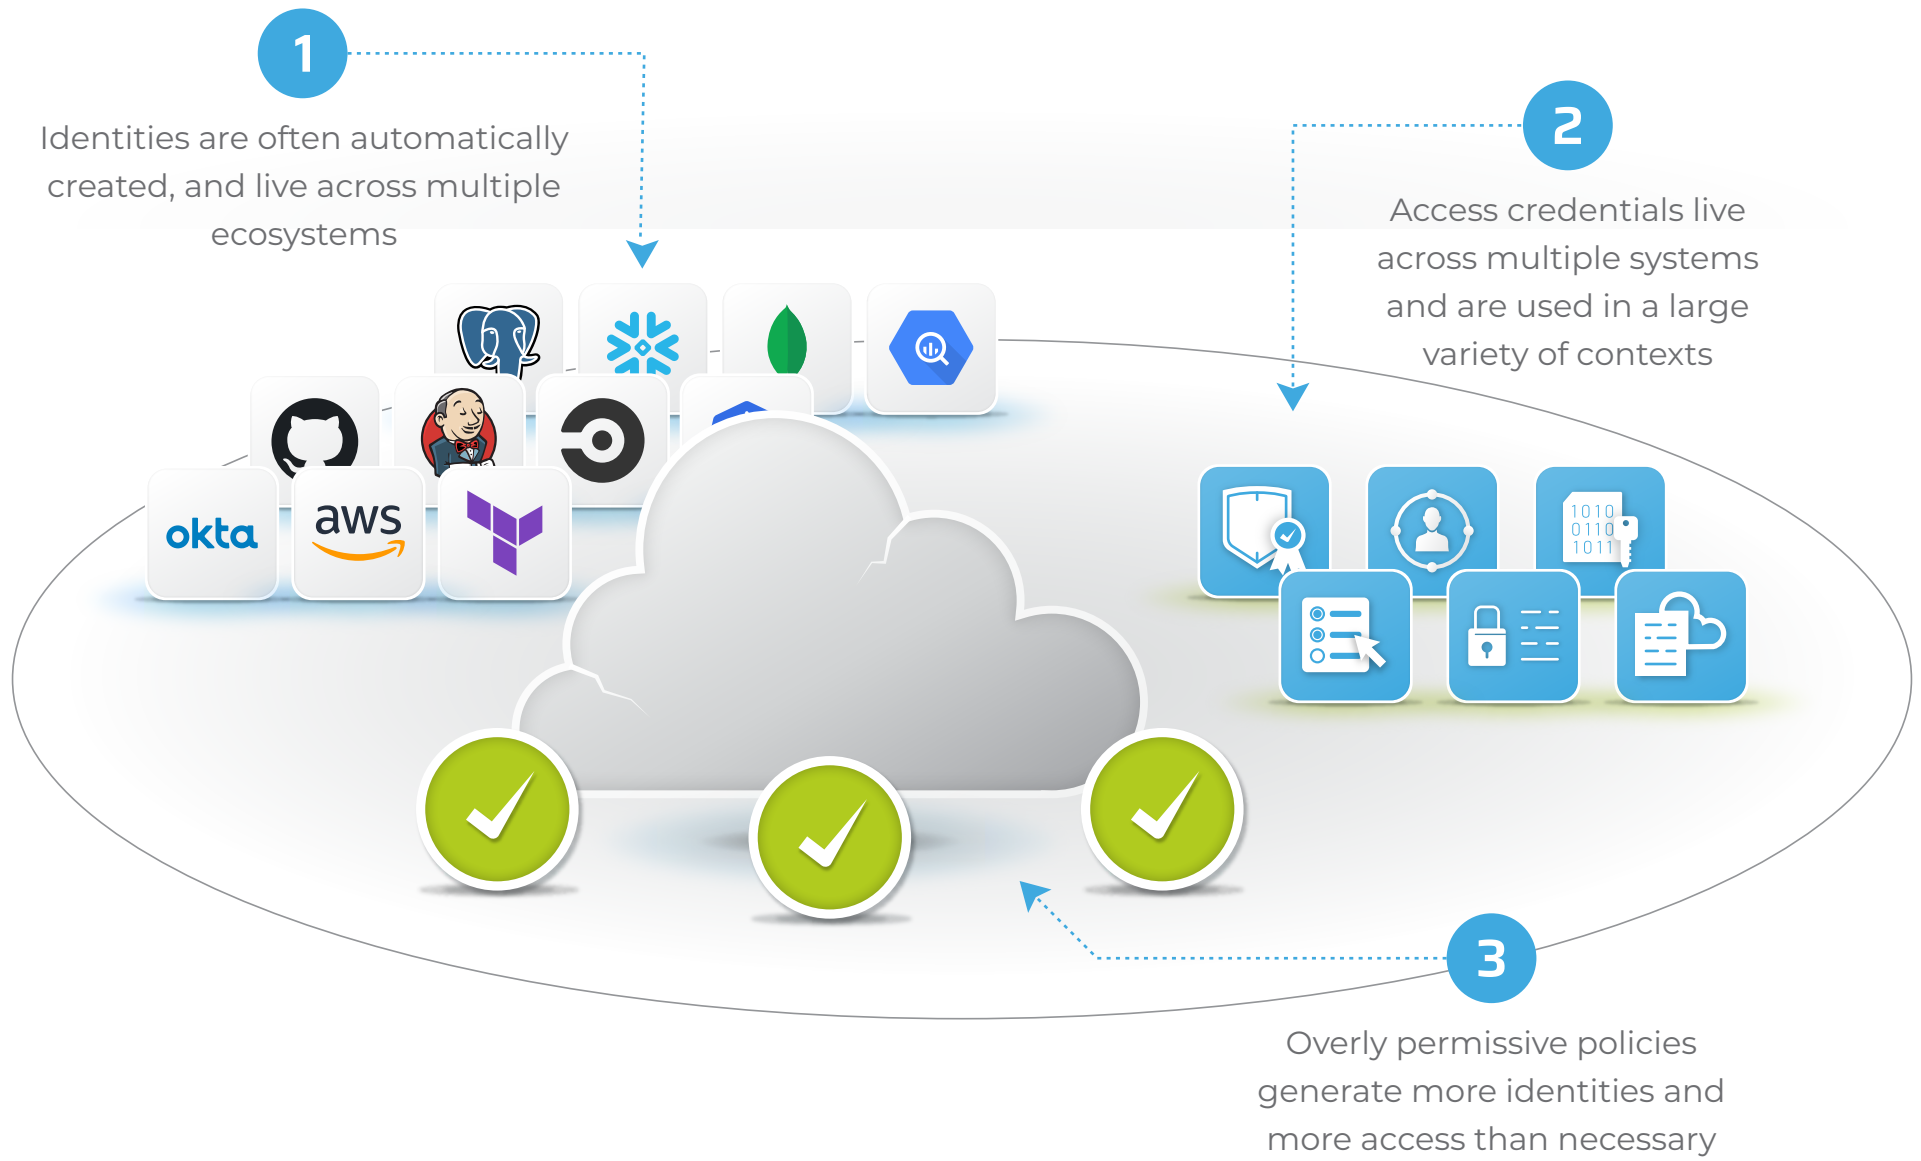 1
Identities are often automatically
created, and live across multiple
ecosystems
2
Access credentials live
across multiple systems
and are used in a large
variety of contexts
okta
aws
1010
0110
1011
3
Overly permissive policies
generate more identities and
more access than necessary